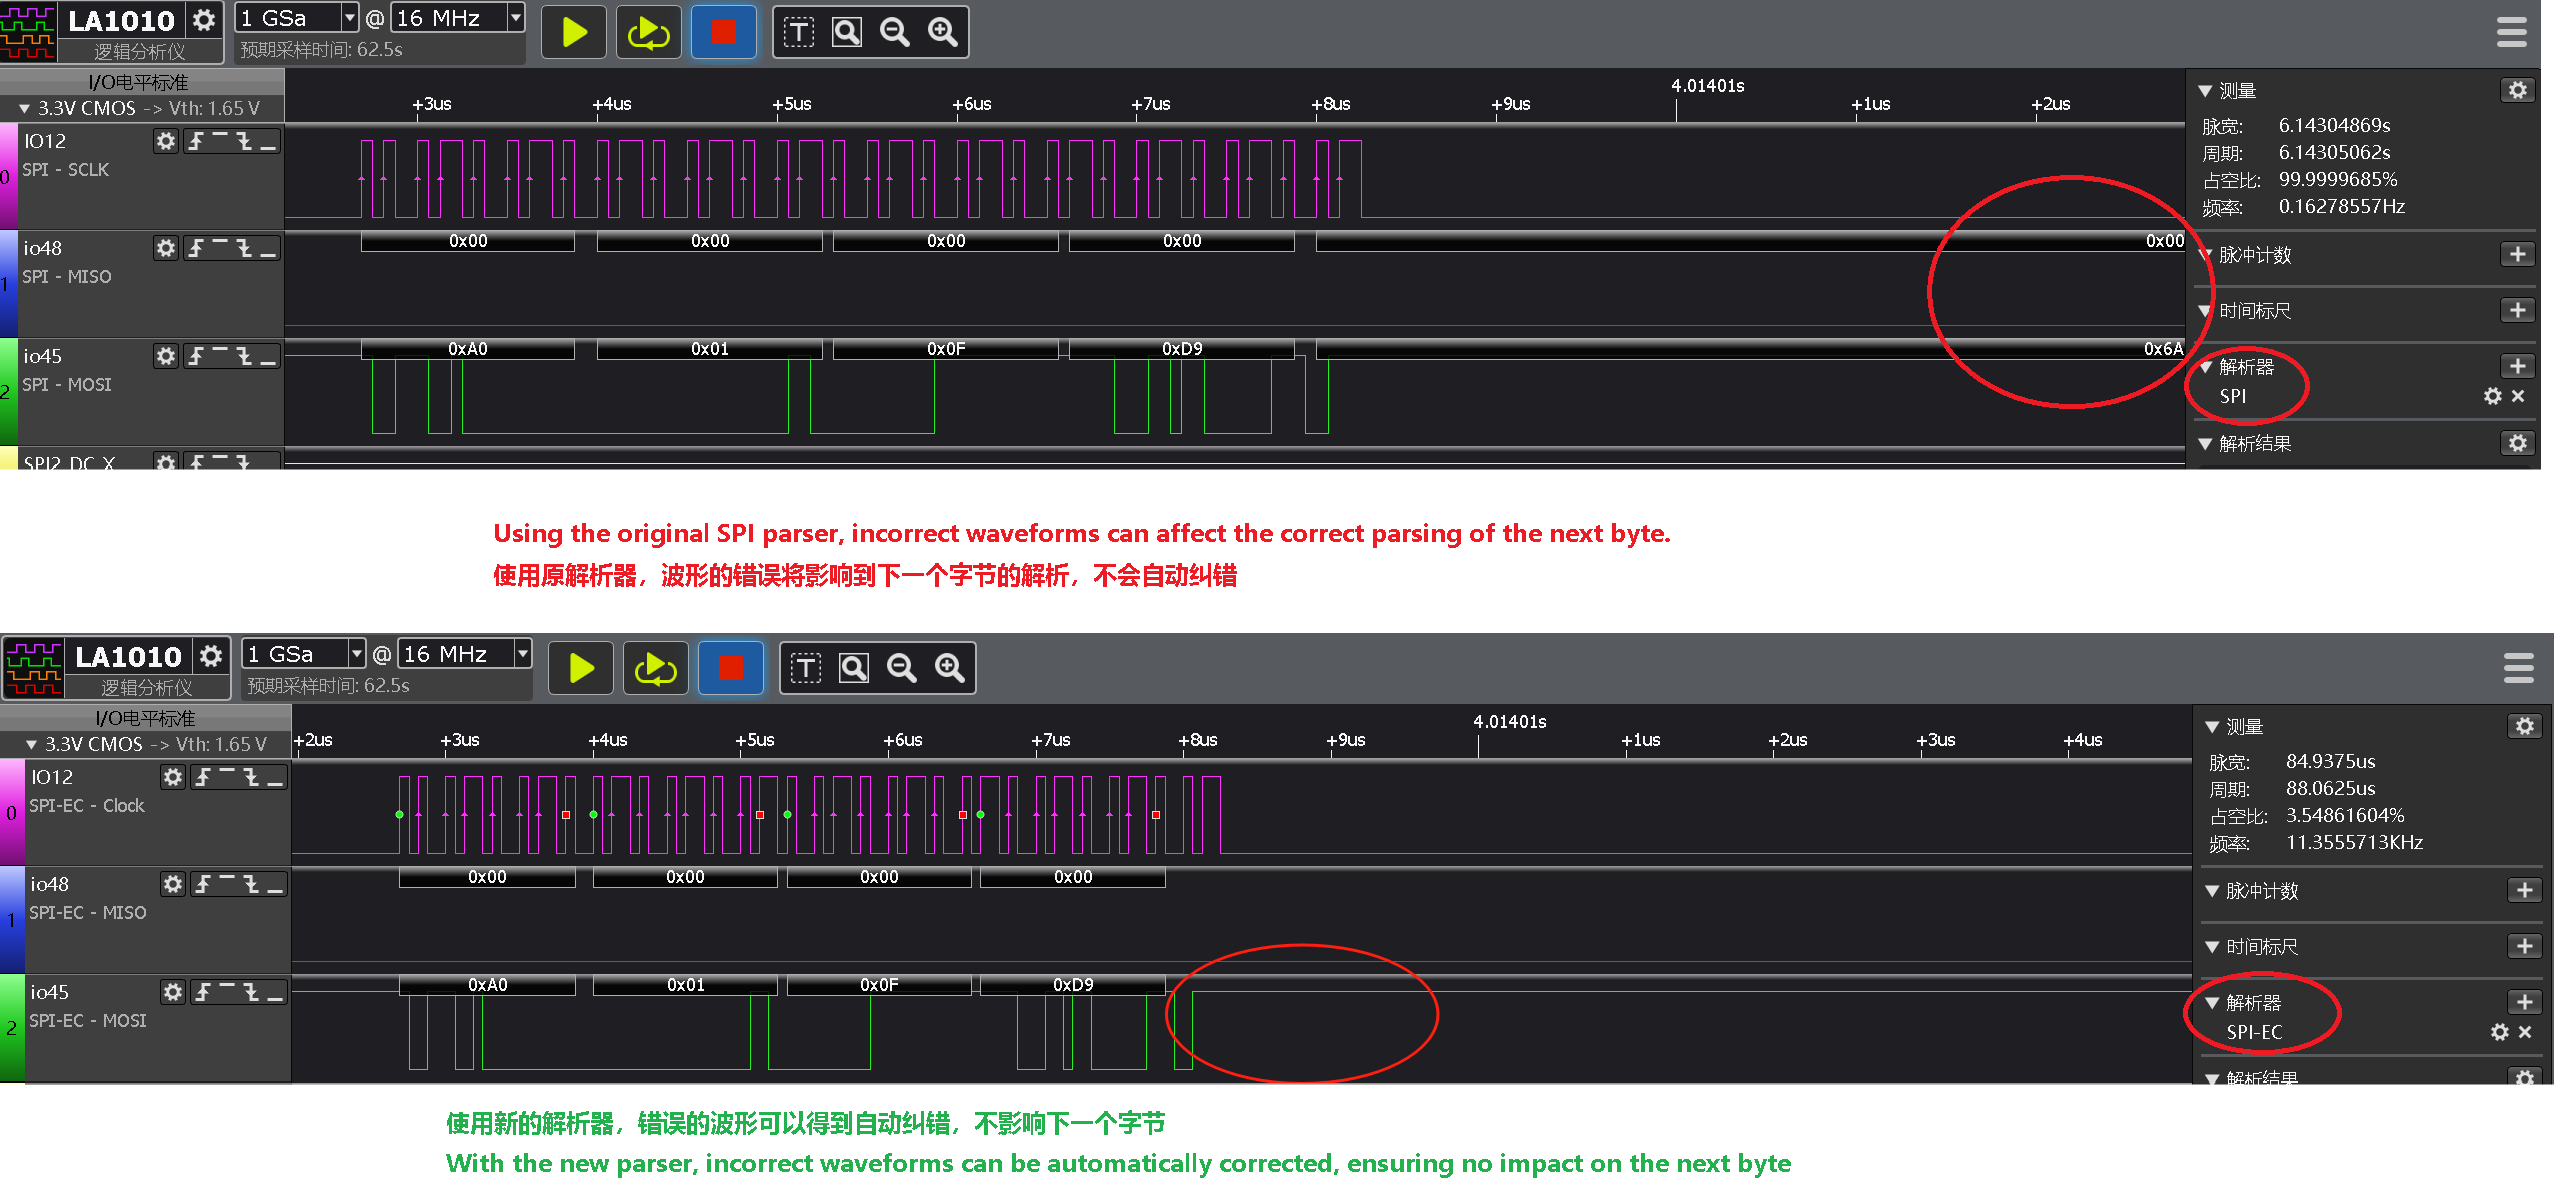 LA1010
1 GSa @ 16 MHz
逻辑分析仪
预期采样时间: 62.5s
I/O电平标准
3.3V CMOS -> Vth: 1.65 V
+3us +4us +5us +6us +7us +8us +9us 4.01401s +1us +2us
测量
脉宽: 6.14304869s
周期: 6.14305062s
占空比: 99.9999685%
频率: 0.16278557Hz
0 IO12
SPI - SCLK
1 io48
SPI - MISO
0x00 0x00 0x00 0x00 0x00
脉冲计数
时间标尺
2 io45
SPI - MOSI
0xA0 0x01 0x0F 0xD9 0x6A
解析器
SPI
解析结果
SPI2_DC_X
Using the original SPI parser, incorrect waveforms can affect the correct parsing of the next byte.
使用原解析器，波形的错误将影响到下一个字节的解析，不会自动纠错
LA1010
1 GSa @ 16 MHz
逻辑分析仪
预期采样时间: 62.5s
I/O电平标准
3.3V CMOS -> Vth: 1.65 V
+2us +3us +4us +5us +6us +7us +8us +9us 4.01401s +1us +2us +3us +4us
测量
脉宽: 84.9375us
周期: 88.0625us
占空比: 3.54861604%
频率: 11.3555713KHz
0 IO12
SPI-EC - Clock
1 io48
SPI-EC - MISO
0x00 0x00 0x00 0x00
脉冲计数
时间标尺
2 io45
SPI-EC - MOSI
0xA0 0x01 0x0F 0xD9
解析器
SPI-EC
解析结果
使用新的解析器，错误的波形可以得到自动纠错，不影响下一个字节
With the new parser, incorrect waveforms can be automatically corrected, ensuring no impact on the next byte